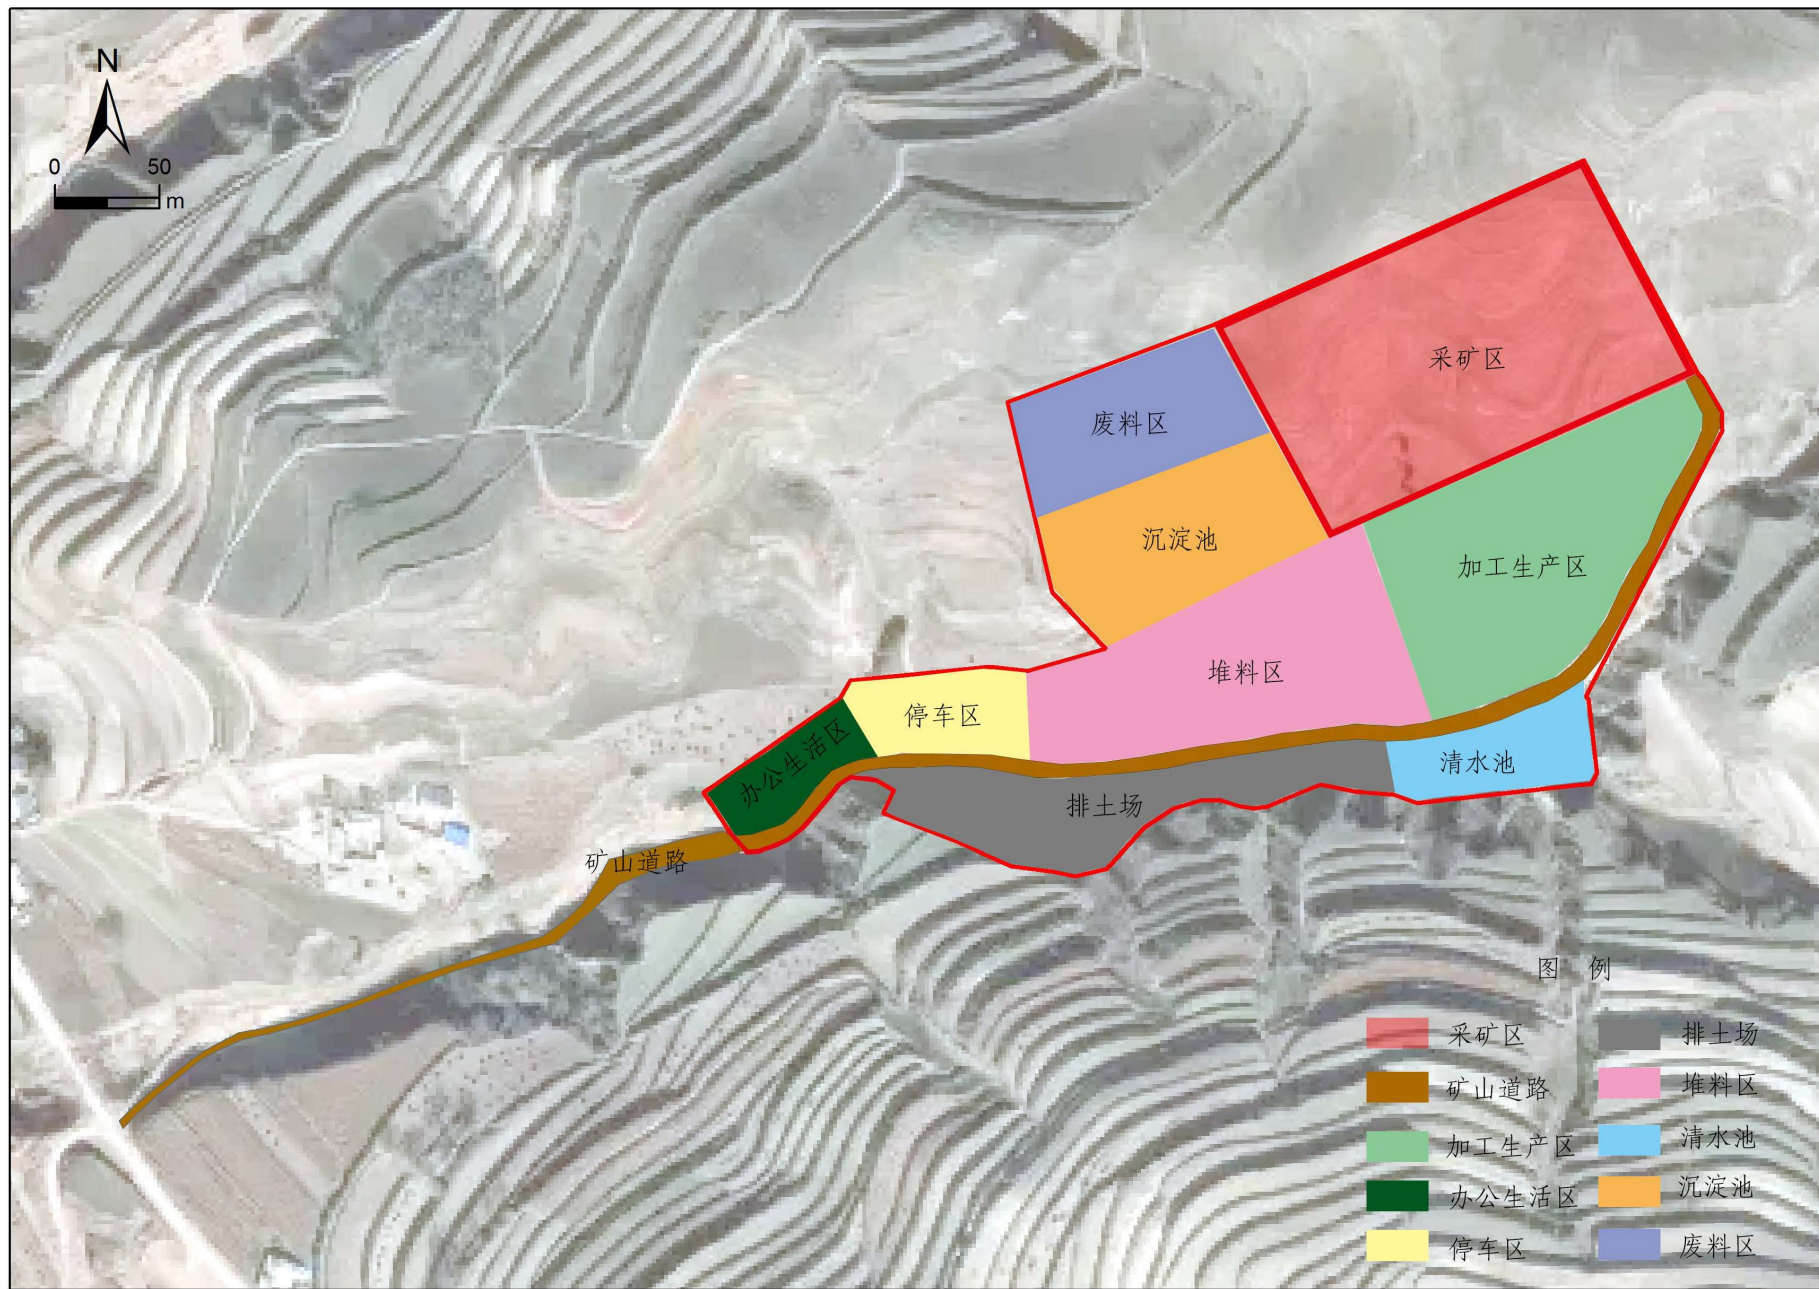 N
0 50
m
采矿区
废料区
沉淀池
加工生产区
堆料区
停车区
办公生活区
清水池
排土场
矿山道路
图 例
采矿区 排土场
矿山道路 堆料区
加工生产区 清水池
办公生活区 沉淀池
停车区 废料区